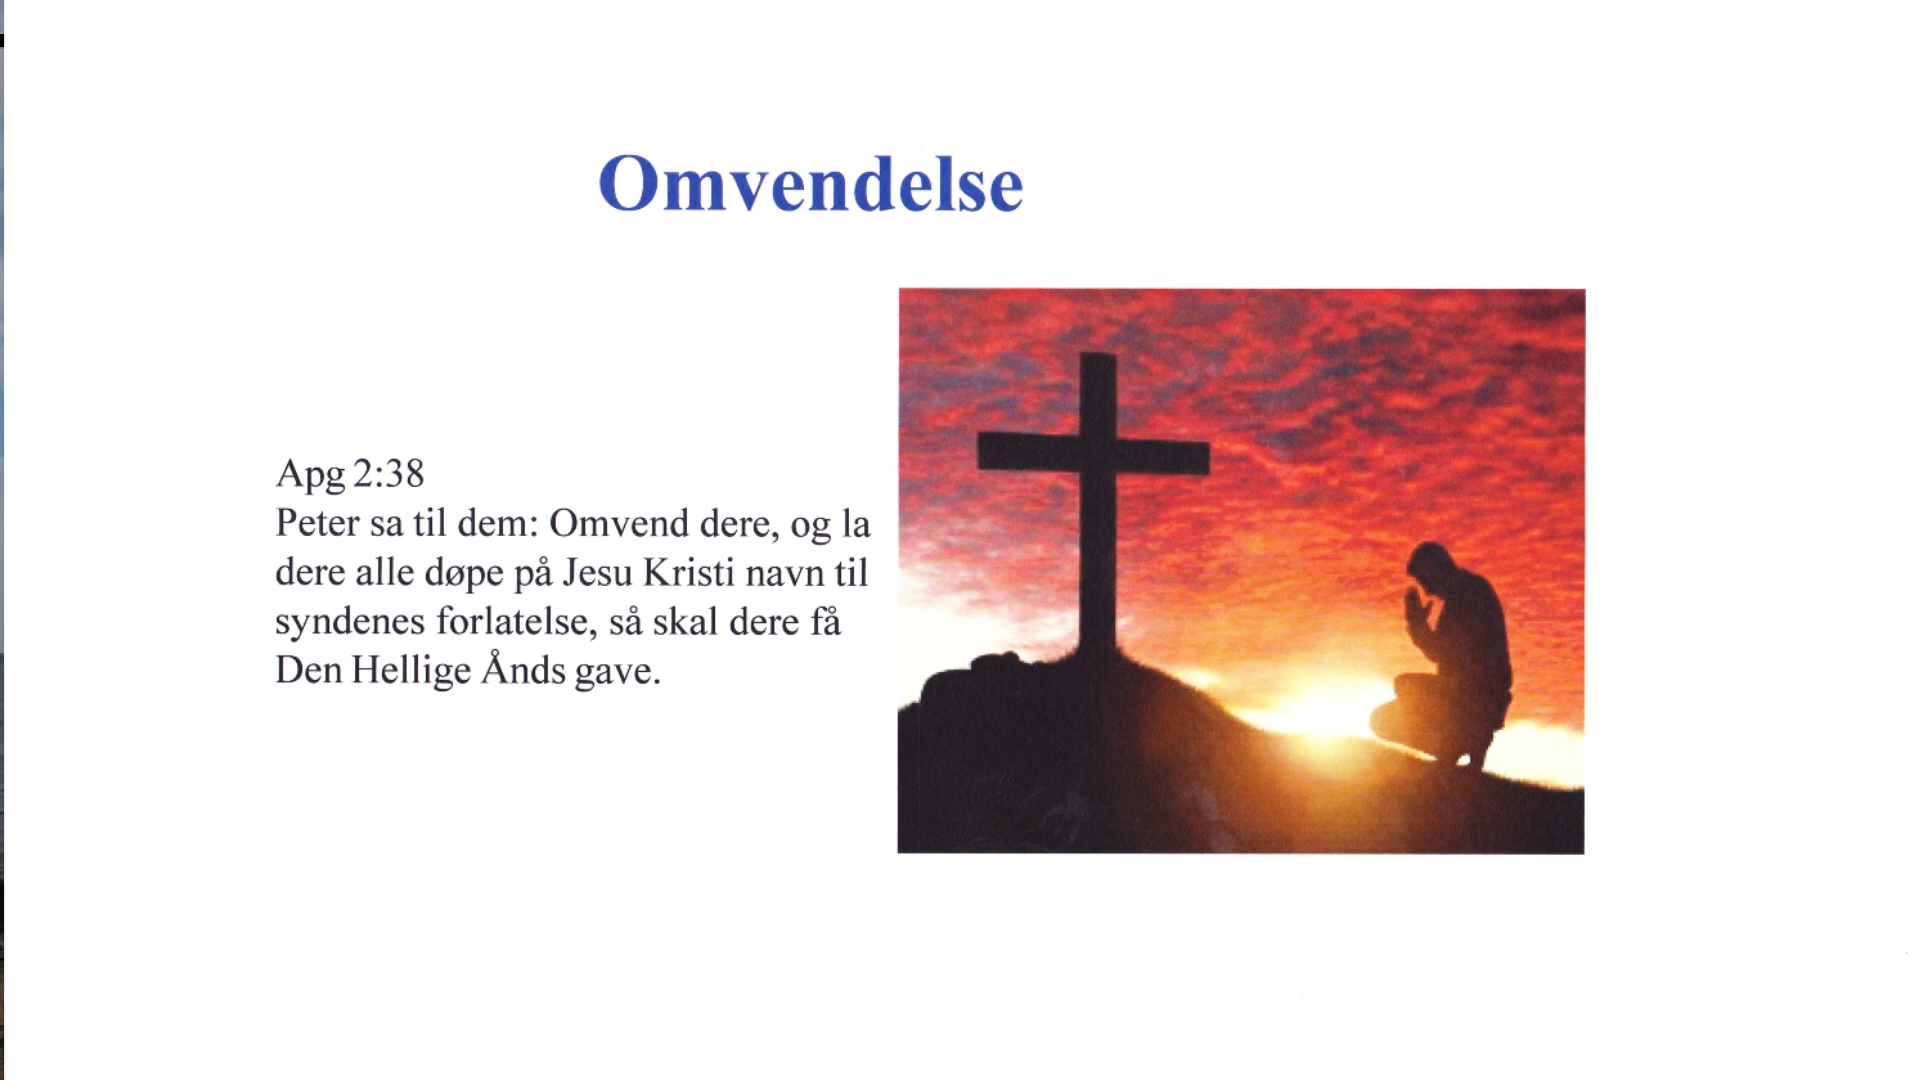 Omvendelse
Apg 2:38
Peter sa til dem: Omvend dere, og la
dere alle døpe på Jesu Kristi navn til
syndenes forlatelse, så skal dere få
Den Hellige Ånds gave.